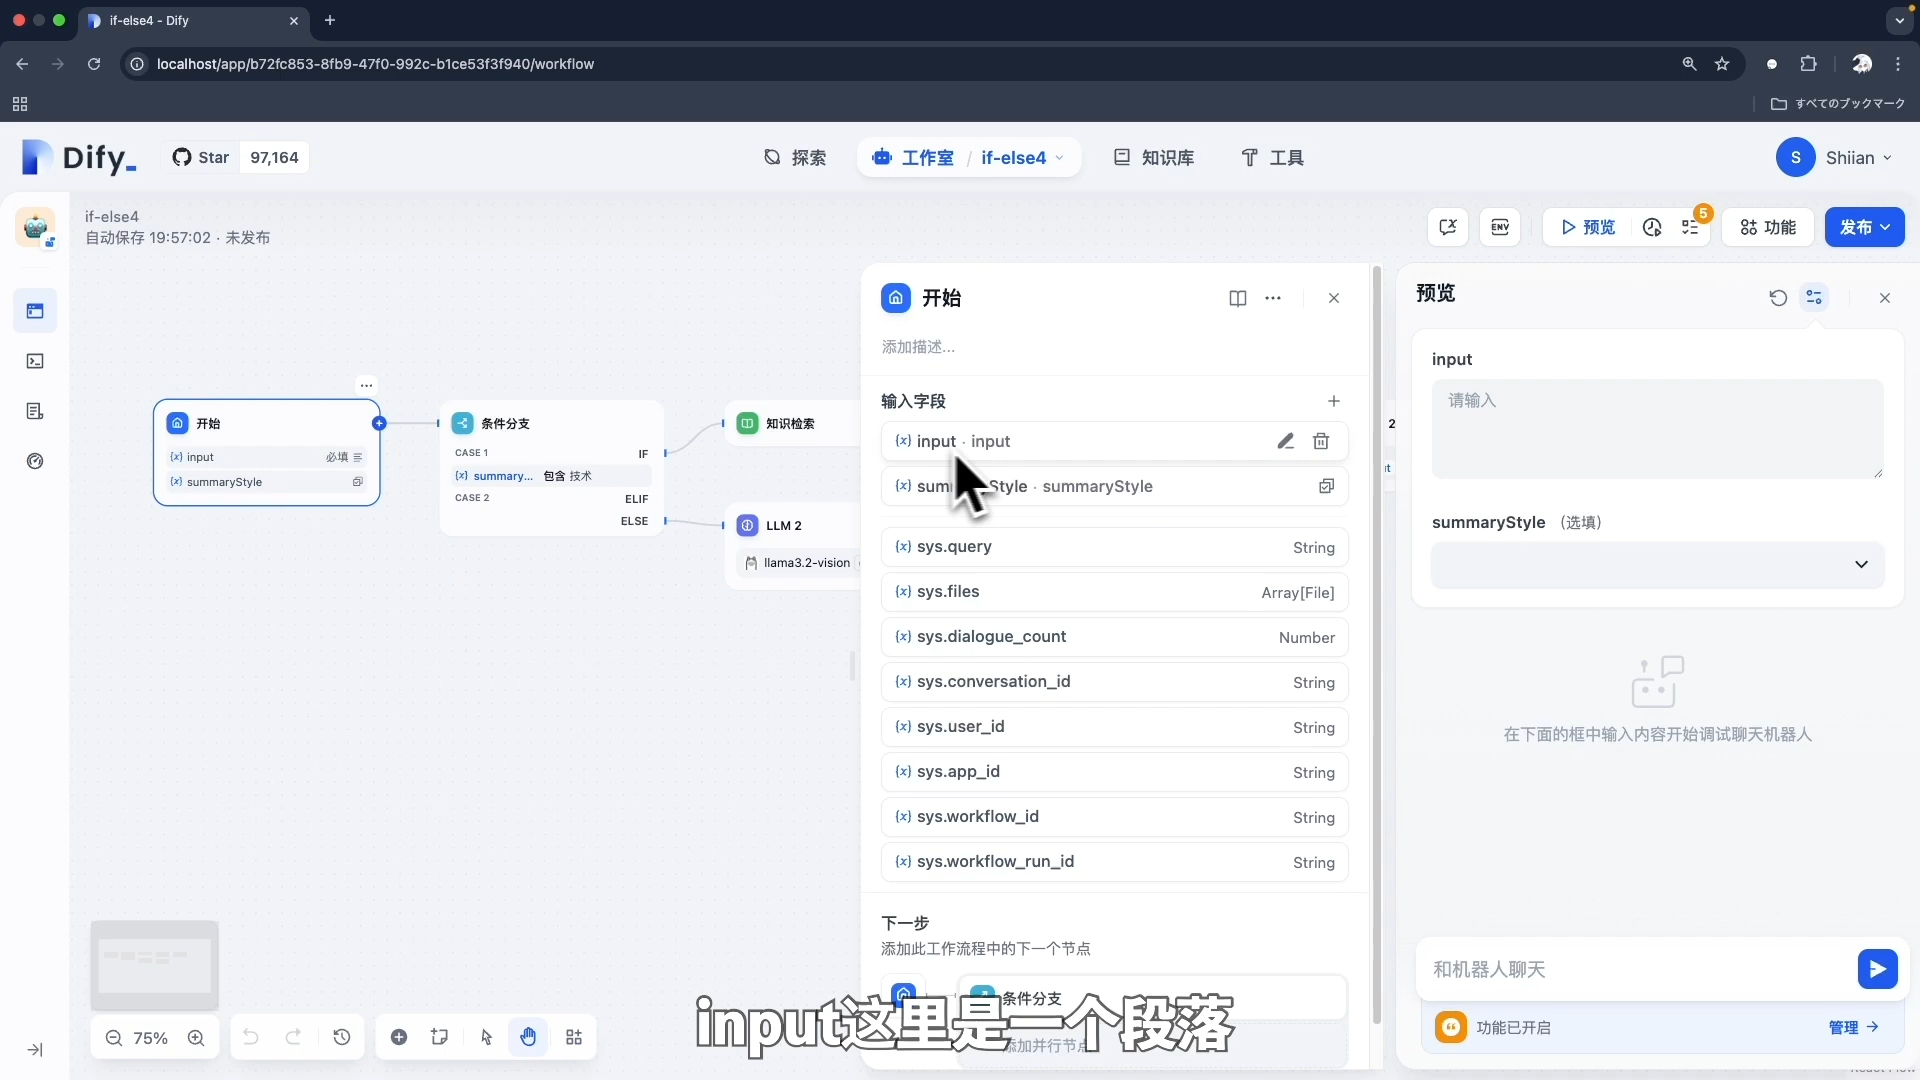 if-else4 - Dify
localhost/app/b72fc853-8fb9-47f0-992c-b1ce53f3f940/workflow
すべてのブックマーク
Dify_
Star 97,164
探索
工作室 / if-else4
知识库
工具
S Shiian
if-else4
自动保存 19:57:02 · 未发布
ENV
预览
5
功能
发布
开始
{x} input 必填
{x} summaryStyle
条件分支
CASE 1 IF
{x} summary... 包含 技术
CASE 2 ELIF
ELSE
知识检索
LLM 2
llama3.2-vision
开始
添加描述...
输入字段
{x} input · input
{x} summaryStyle · summaryStyle
{x} sys.query String
{x} sys.files Array[File]
{x} sys.dialogue_count Number
{x} sys.conversation_id String
{x} sys.user_id String
{x} sys.app_id String
{x} sys.workflow_id String
{x} sys.workflow_run_id String
下一步
添加此工作流程中的下一个节点
条件分支
添加并行节点
2
预览
input
请输入
summaryStyle （选填）
在下面的框中输入内容开始调试聊天机器人
和机器人聊天
功能已开启
管理
75%
input这里是一个段落